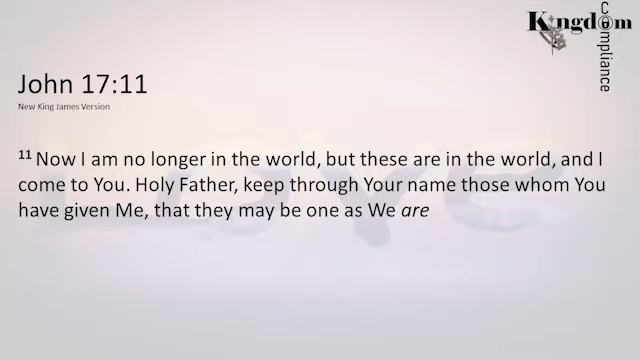 Kingdom
Compliance
John 17:11
New King James Version
11 Now I am no longer in the world, but these are in the world, and I
come to You. Holy Father, keep through Your name those whom You
have given Me, that they may be one as We are